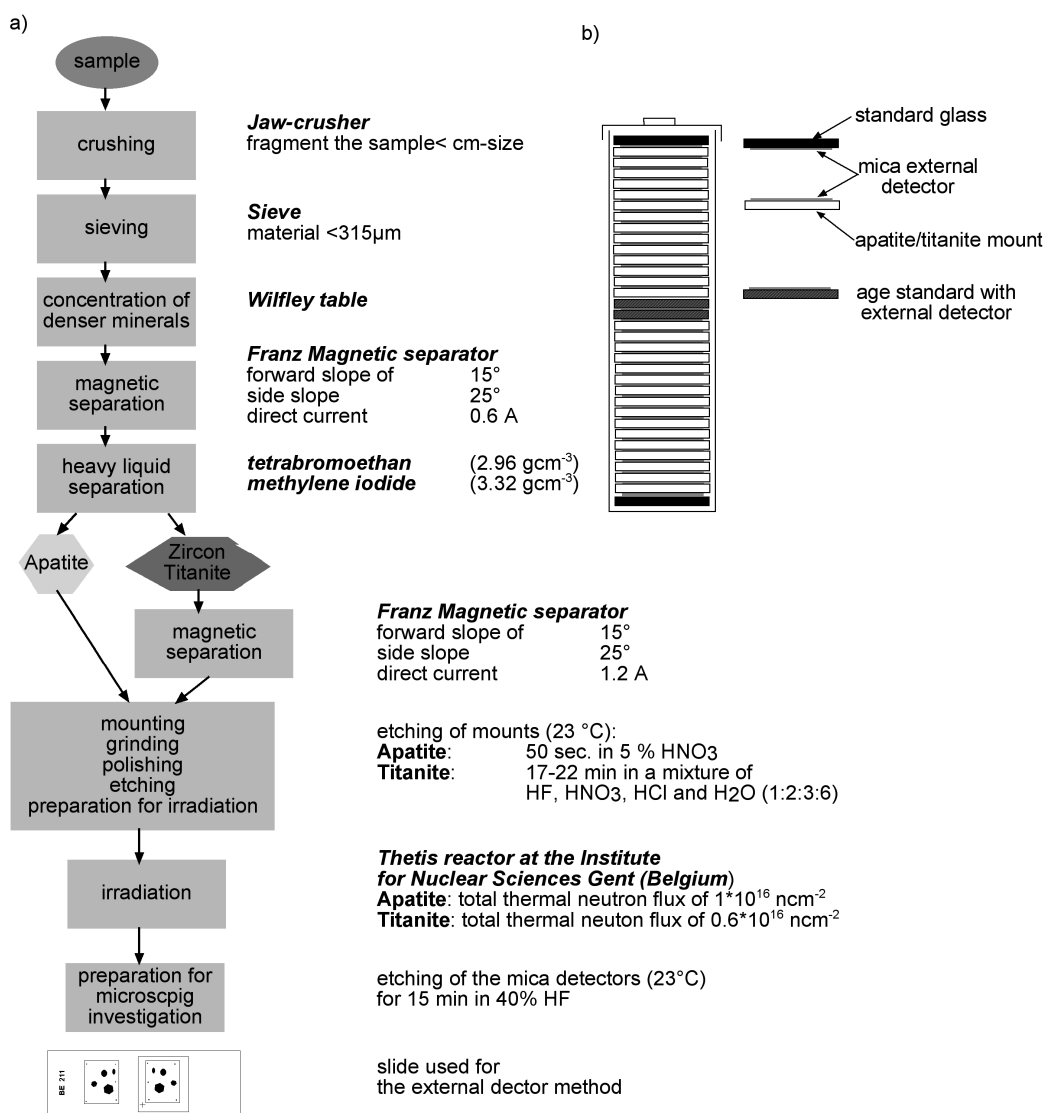 a)
sample
crushing
Jaw-crusher
fragment the sample< cm-size
sieving
Sieve
material <315µm
concentration of
denser minerals
Wilfley table
magnetic
separation
Franz Magnetic separator
forward slope of 15°
side slope 25°
direct current 0.6 A
heavy liquid
separation
tetrabromoethan (2.96 gcm-3)
methylene iodide (3.32 gcm-3)
Apatite
Zircon
Titanite
magnetic
separation
Franz Magnetic separator
forward slope of 15°
side slope 25°
direct current 1.2 A
mounting
grinding
polishing
etching
preparation for irradiation
etching of mounts (23 °C):
Apatite: 50 sec. in 5 % HNO3
Titanite: 17-22 min in a mixture of
HF, HNO3, HCl and H2O (1:2:3:6)
irradiation
Thetis reactor at the Institute
for Nuclear Sciences Gent (Belgium)
Apatite: total thermal neutron flux of 1*10^16 ncm-2
Titanite: total thermal neuton flux of 0.6*10^16 ncm-2
preparation for
microscpig
investigation
etching of the mica detectors (23°C)
for 15 min in 40% HF
BE 211
slide used for
the external dector method
b)
standard glass
mica external
detector
apatite/titanite mount
age standard with
external detector